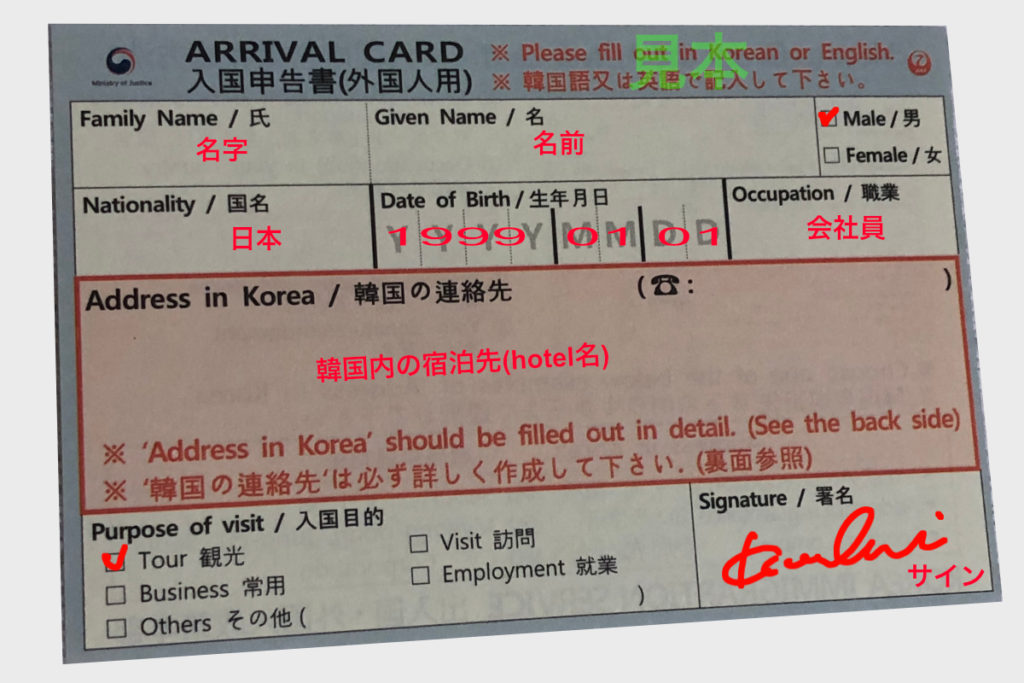 ARRIVAL CARD
入国申告書(外国人用)
※ Please fill out in Korean or English.
※ 韓国語又は英語で記入して下さい。
見本
Ministry of Justice
Family Name / 氏
名字
Given Name / 名
名前
Male / 男
Female / 女
Nationality / 国名
日本
Date of Birth / 生年月日
YYYYMMDD
1999 01 01
Occupation / 職業
会社員
Address in Korea / 韓国の連絡先
(☎: )
韓国内の宿泊先(hotel名)
※ 'Address in Korea' should be filled out in detail. (See the back side)
※ '韓国の連絡先'は必ず詳しく作成して下さい. (裏面参照)
Purpose of visit / 入国目的
Tour 観光
Visit 訪問
Business 常用
Employment 就業
Others その他 ( )
Signature / 署名
サイン